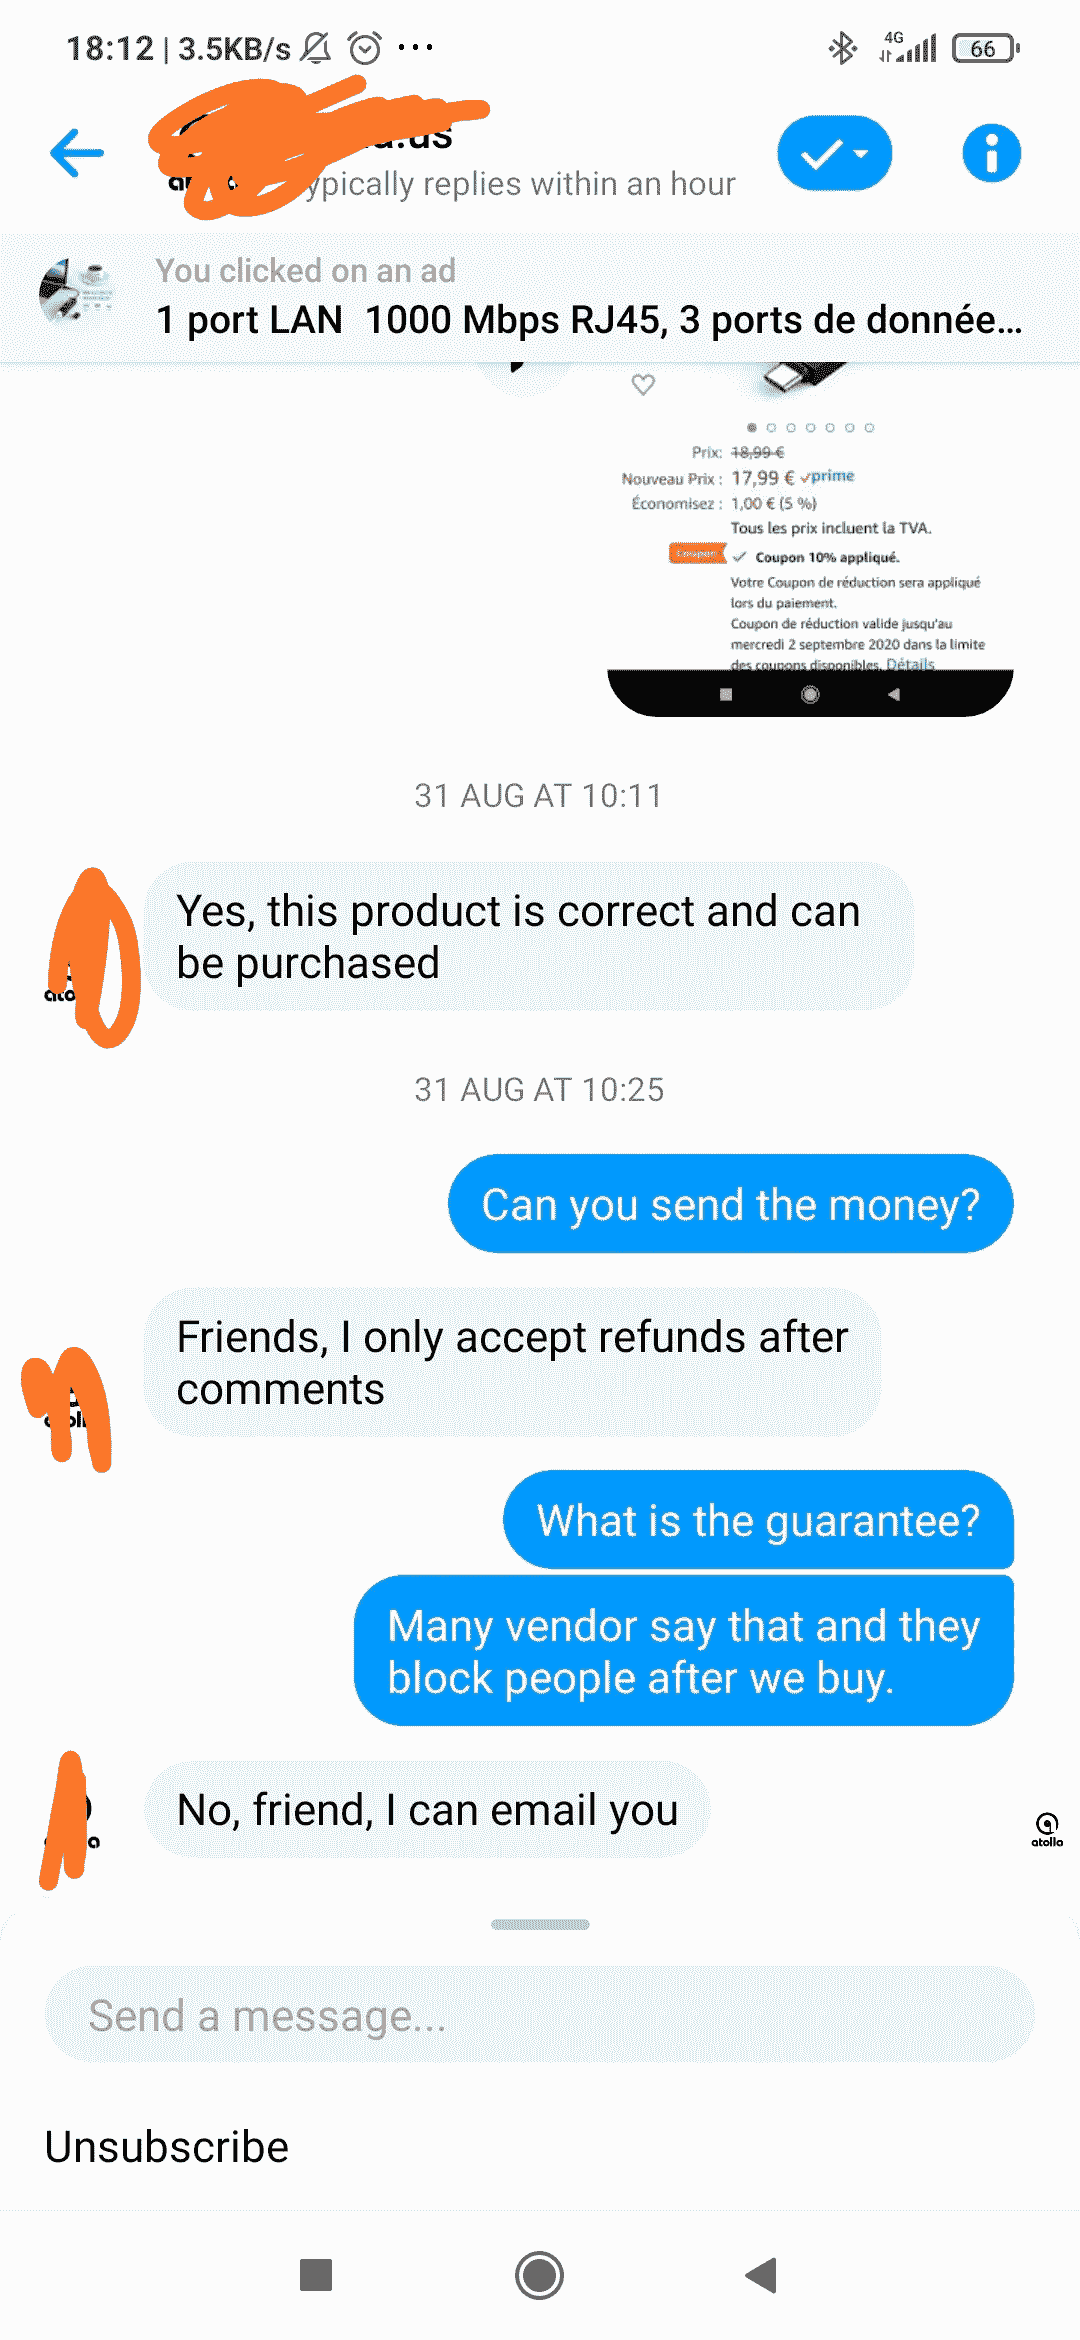 18:12 | 3.5KB/s
4G
66
typically replies within an hour
You clicked on an ad
1 port LAN 1000 Mbps RJ45, 3 ports de donnée...
Prix: 18,99 €
Nouveau Prix : 17,99 € prime
Économisez : 1,00 € (5 %)
Tous les prix incluent la TVA.
Coupon Coupon 10% appliqué.
Votre Coupon de réduction sera appliqué
lors du paiement.
Coupon de réduction valide jusqu'au
mercredi 2 septembre 2020 dans la limite
des coupons disponibles. Détails
31 AUG AT 10:11
Yes, this product is correct and can
be purchased
31 AUG AT 10:25
Can you send the money?
Friends, I only accept refunds after
comments
What is the guarantee?
Many vendor say that and they
block people after we buy.
No, friend, I can email you
atolla
Send a message...
Unsubscribe